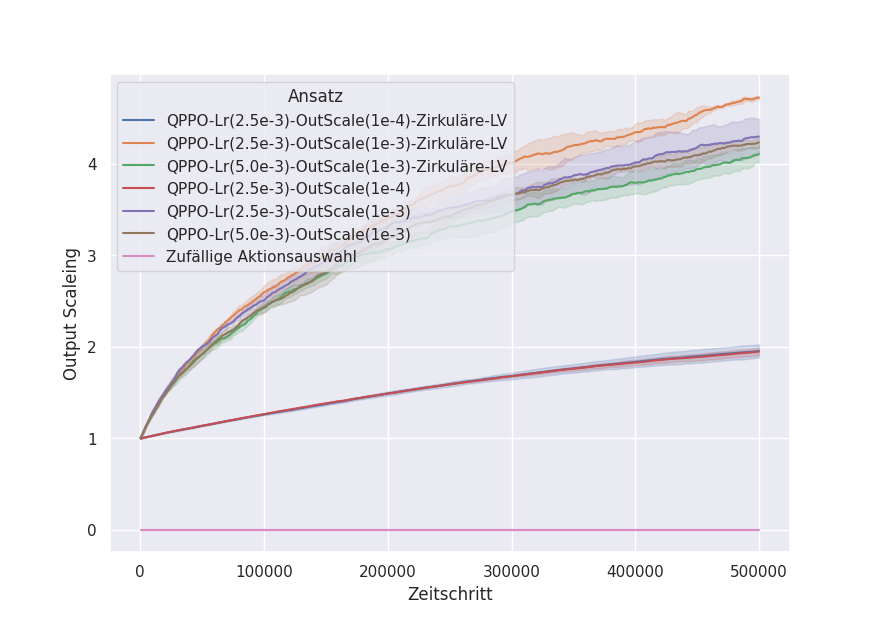 Ansatz
QPPO-Lr(2.5e-3)-OutScale(1e-4)-Zirkuläre-LV
QPPO-Lr(2.5e-3)-OutScale(1e-3)-Zirkuläre-LV
QPPO-Lr(5.0e-3)-OutScale(1e-3)-Zirkuläre-LV
QPPO-Lr(2.5e-3)-OutScale(1e-4)
QPPO-Lr(2.5e-3)-OutScale(1e-3)
QPPO-Lr(5.0e-3)-OutScale(1e-3)
Zufällige Aktionsauswahl
Output Scaleing
4
3
2
1
0
0 100000 200000 300000 400000 500000
Zeitschritt